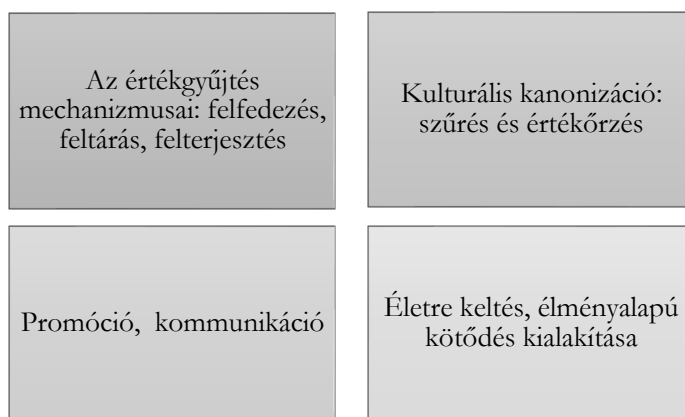 Az értékgyűjtés
mechanizmusai: felfedezés,
feltárás, felterjesztés
Kulturális kanonizáció:
szűrés és értékőrzés
Promóció, kommunikáció
Életre keltés, élményalapú
kötődés kialakítása